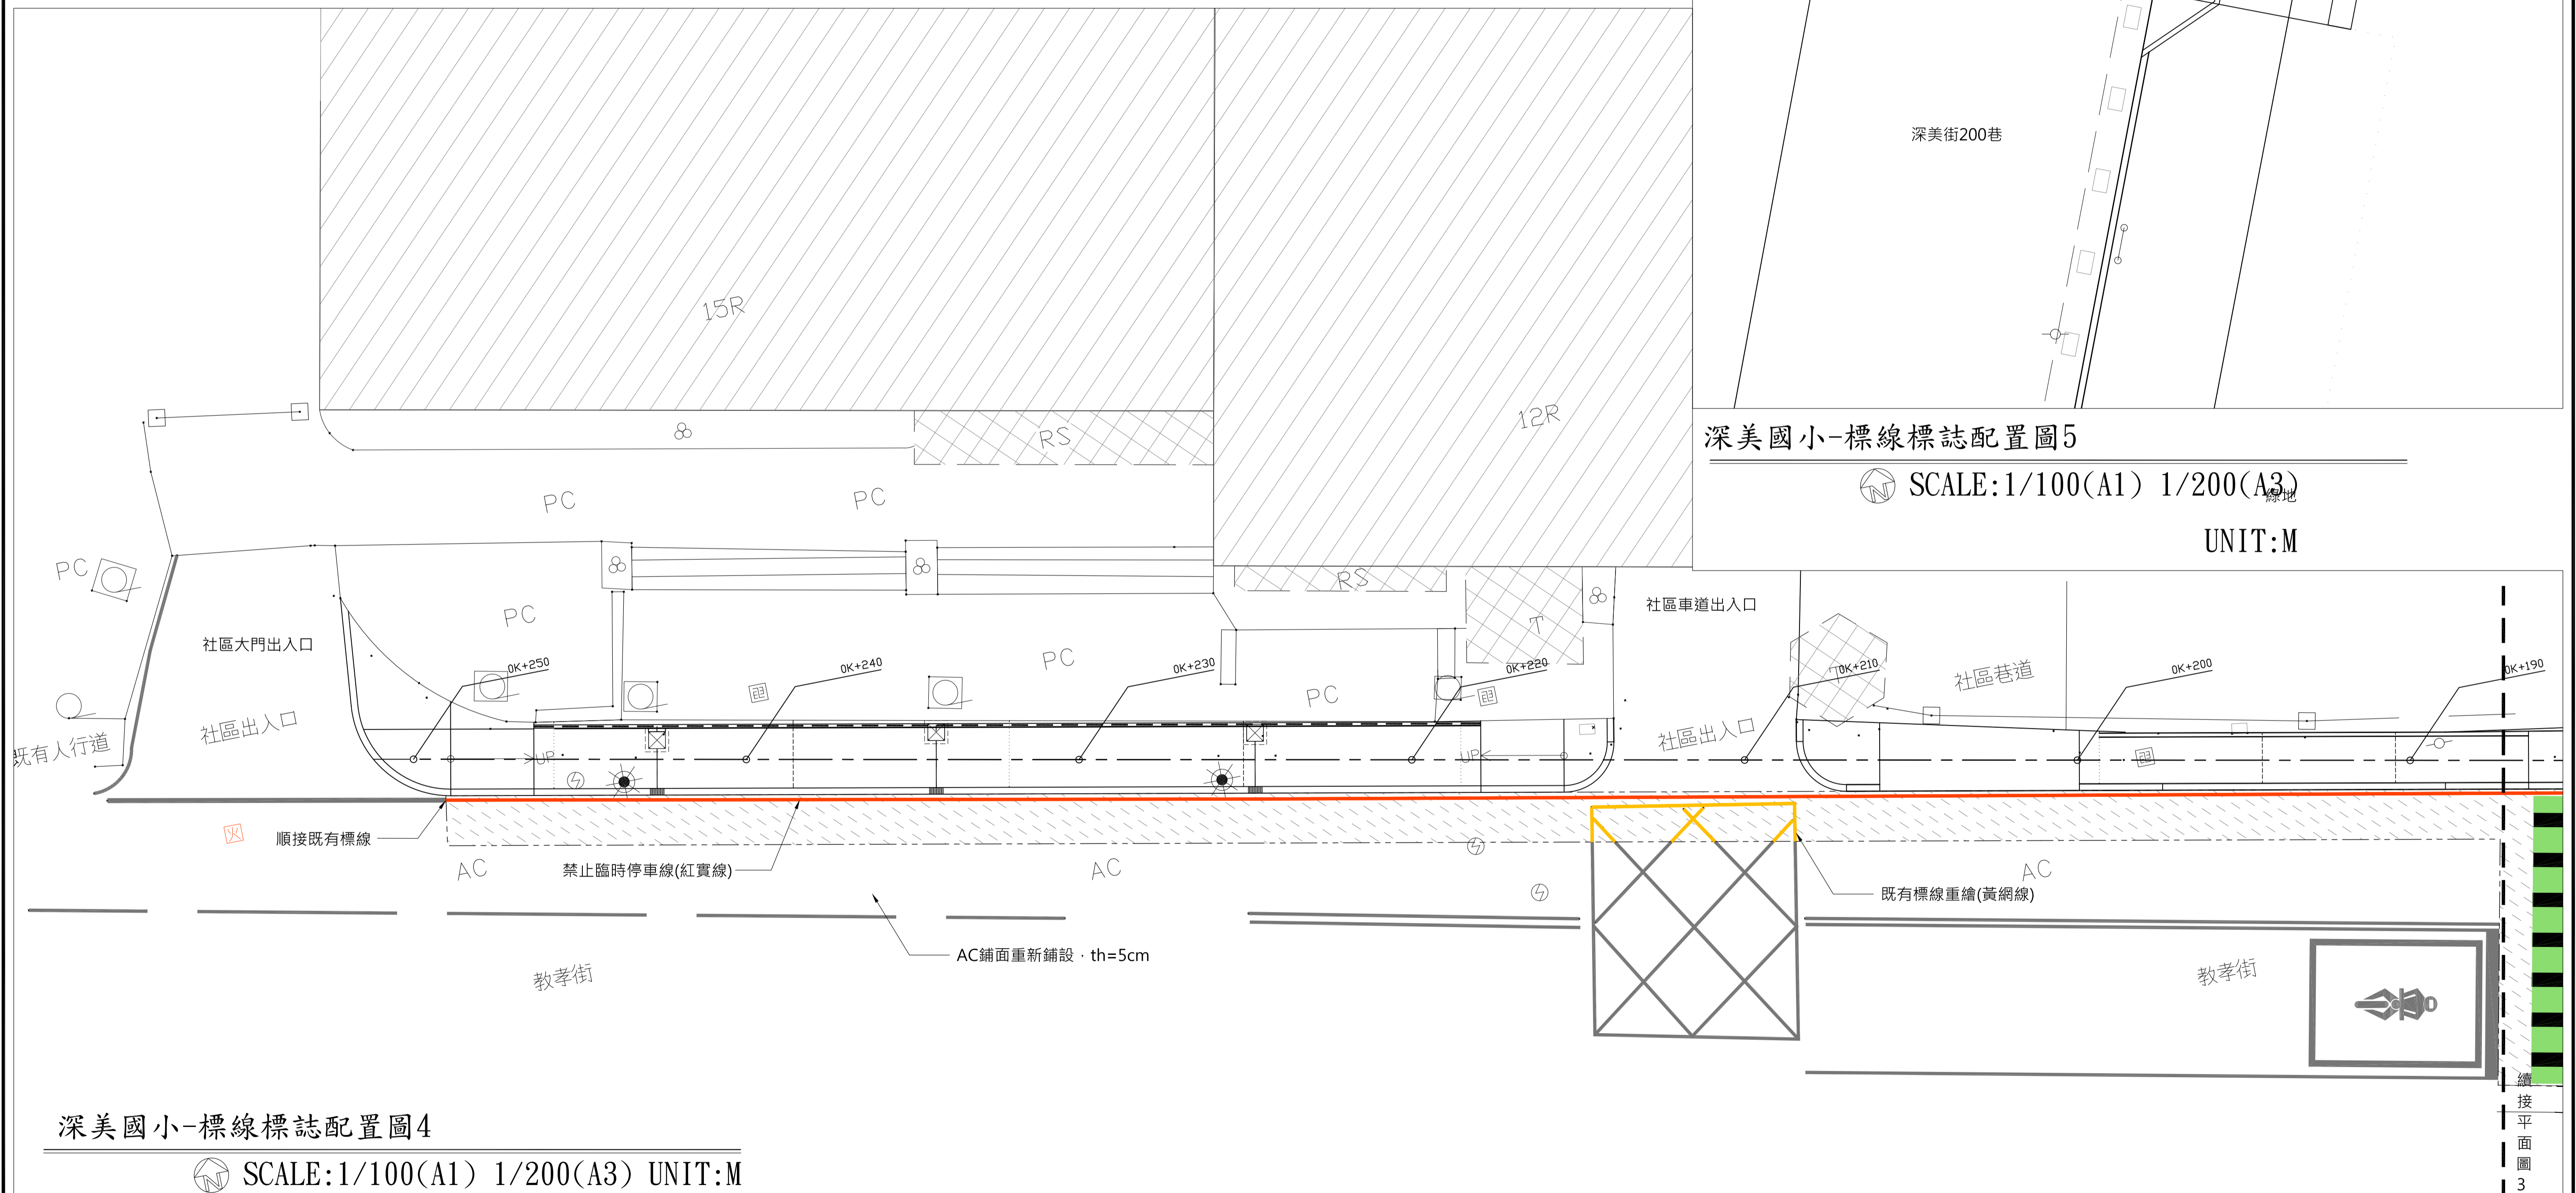 深美街200巷
15R
12R
RS
深美國小-標線標誌配置圖5
SCALE:1/100(A1) 1/200(A3)
綠地
UNIT:M
PC
PC
PC
RS
PC
T
社區車道出入口
社區大門出入口
PC
PC
T
社區巷道
0K+250
0K+240
0K+230
0K+220
0K+210
0K+200
0K+190
電
電
電
社區出入口
社區出入口
既有人行道
UP
UP
火
順接既有標線
禁止臨時停車線(紅實線)
AC
AC
AC
既有標線重繪(黃網線)
AC鋪面重新鋪設，th=5cm
教孝街
教孝街
續接平面圖3
深美國小-標線標誌配置圖4
SCALE:1/100(A1) 1/200(A3) UNIT:M